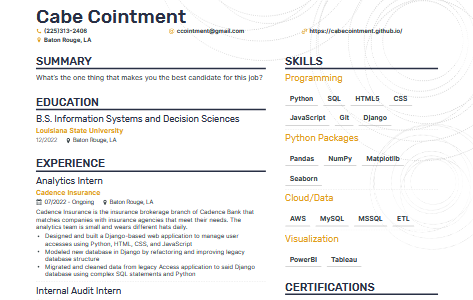 Cabe Cointment
(225)313-2406 ccointment@gmail.com https://cabecointment.github.io/
Baton Rouge, LA
SUMMARY
What's the one thing that makes you the best candidate for this job?
EDUCATION
B.S. Information Systems and Decision Sciences
Louisiana State University
12/2022 Baton Rouge, LA
EXPERIENCE
Analytics Intern
Cadence Insurance
07/2022 - Ongoing Baton Rouge, LA
Cadence Insurance is the insurance brokerage branch of Cadence Bank that
matches companies with insurance agencies that meet their needs. The
analytics team is small and wears different hats daily.
• Designed and built a Django-based web application to manage user
accesses using Python, HTML, CSS, and JavaScript
• Modeled new database in Django by refactoring and improving legacy
database structure
• Migrated and cleaned data from legacy Access application to said Django
database using complex SQL statements and Python
Internal Audit Intern
SKILLS
Programming
Python SQL HTML5 CSS
JavaScript Git Django
Python Packages
Pandas NumPy Matplotlib
Seaborn
Cloud/Data
AWS MySQL MSSQL ETL
Visualization
PowerBI Tableau
CERTIFICATIONS